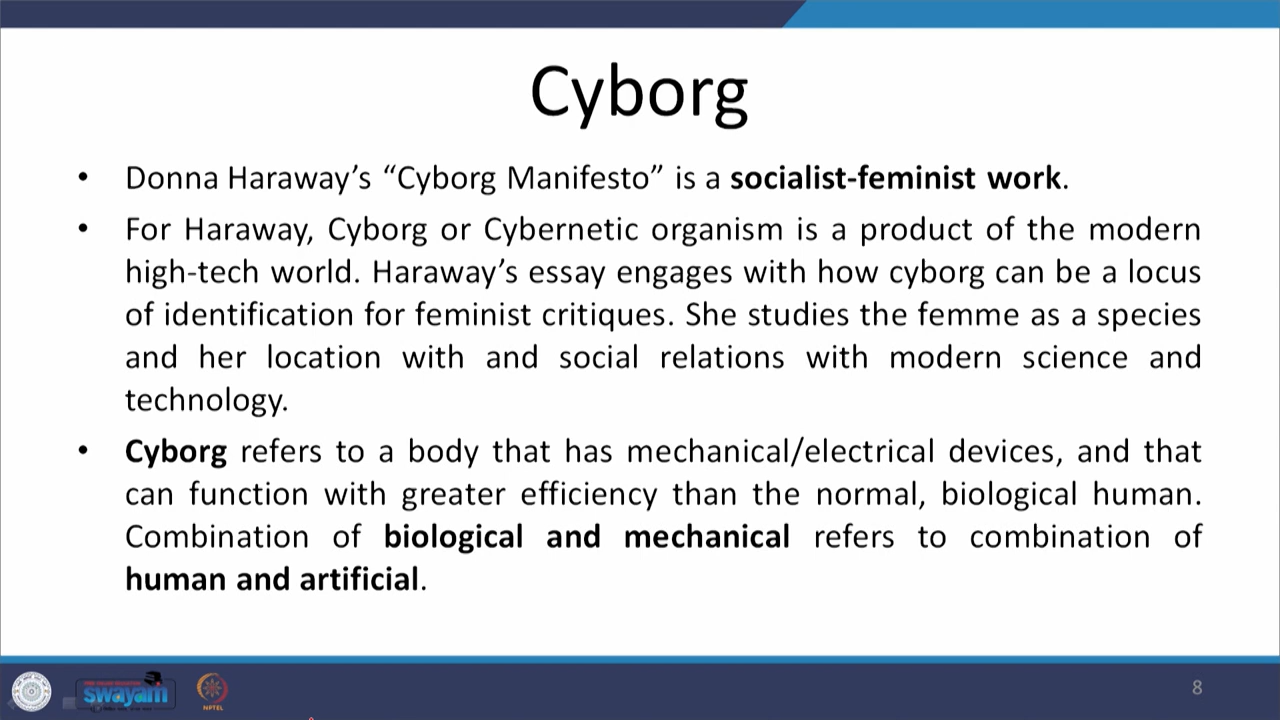 Cyborg
• Donna Haraway’s “Cyborg Manifesto” is a socialist-feminist work.
• For Haraway, Cyborg or Cybernetic organism is a product of the modern
high-tech world. Haraway’s essay engages with how cyborg can be a locus
of identification for feminist critiques. She studies the femme as a species
and her location with and social relations with modern science and
technology.
• Cyborg refers to a body that has mechanical/electrical devices, and that
can function with greater efficiency than the normal, biological human.
Combination of biological and mechanical refers to combination of
human and artificial.
swayam
NPTEL
8